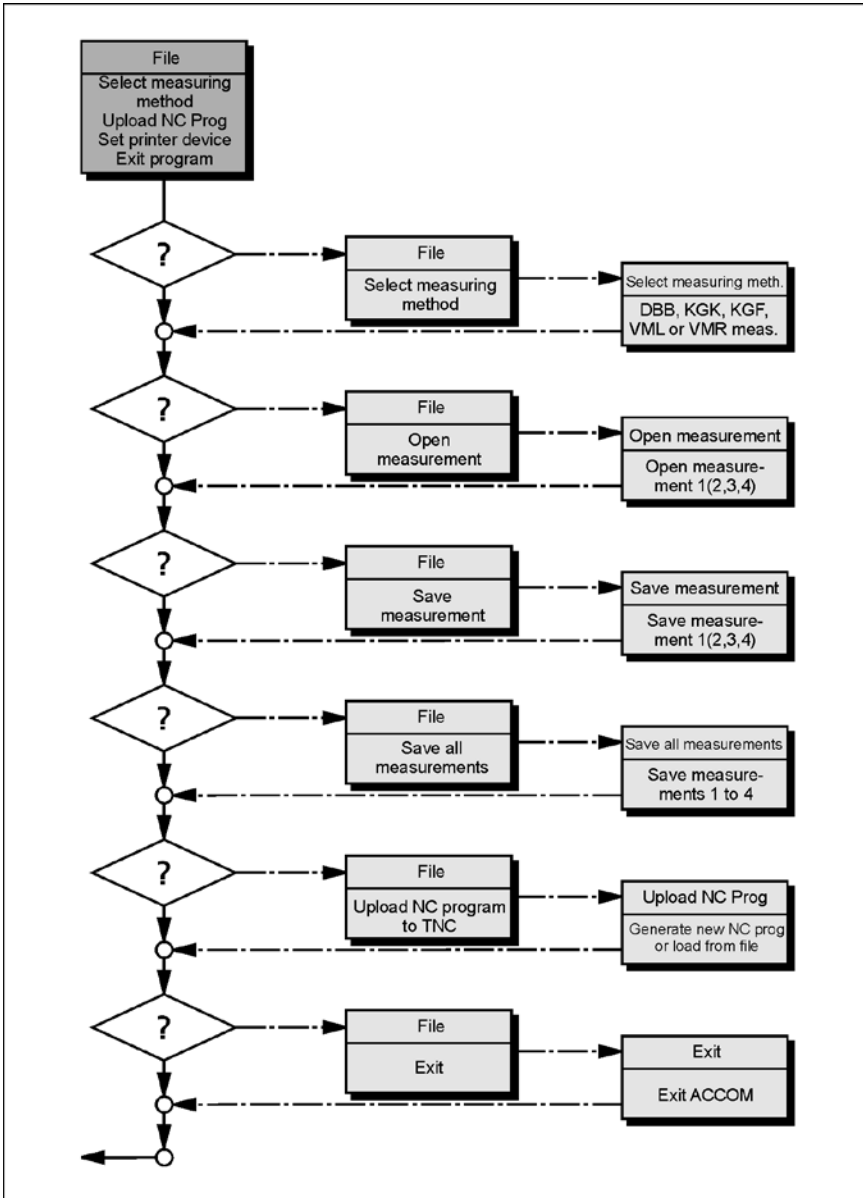 File
Select measuring
method
Upload NC Prog
Set printer device
Exit program
?
File
Select measuring
method
Select measuring meth.
DBB, KGK, KGF,
VML or VMR meas.
?
File
Open
measurement
Open measurement
Open measure-
ment 1(2,3,4)
?
File
Save
measurement
Save measurement
Save measure-
ment 1(2,3,4)
?
File
Save all
measurements
Save all measurements
Save measure-
ments 1 to 4
?
File
Upload NC program
to TNC
Upload NC Prog
Generate new NC prog
or load from file
?
File
Exit
Exit
Exit ACCOM